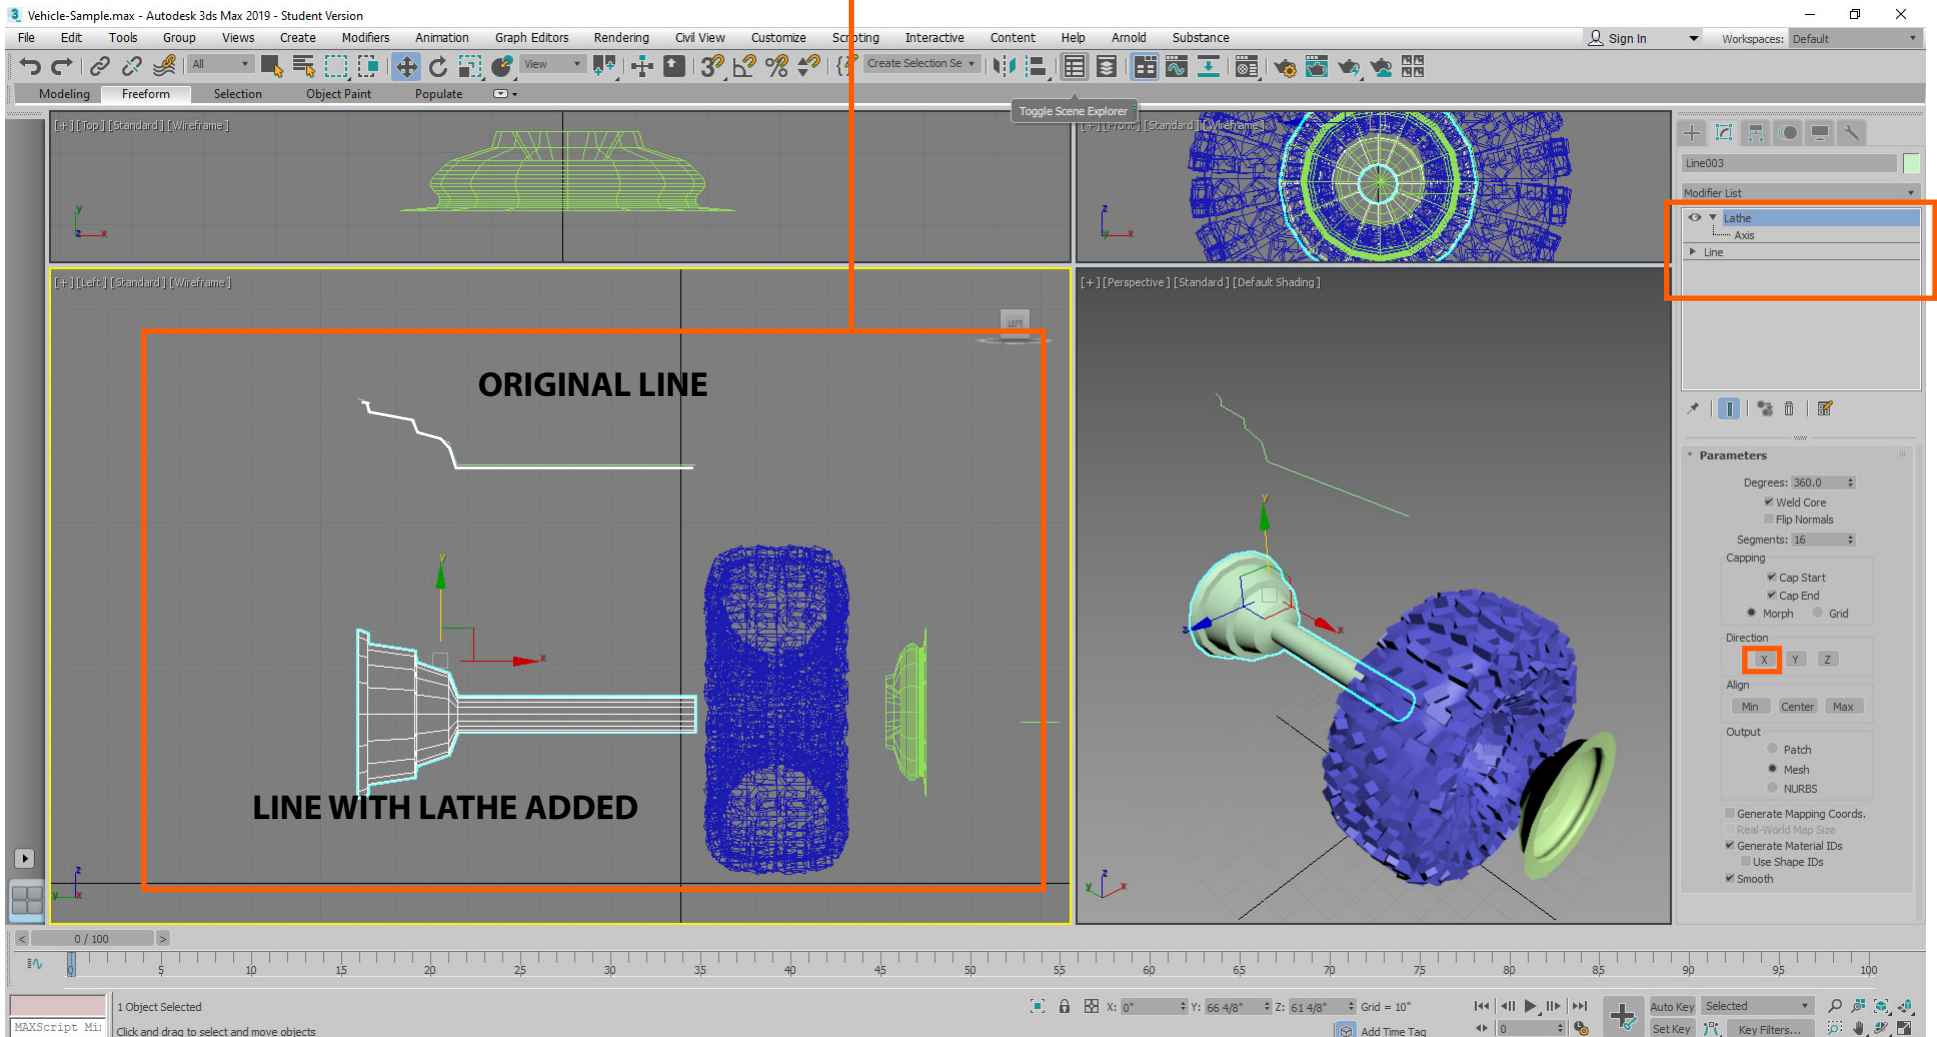 Vehicle-Sample.max - Autodesk 3ds Max 2019 - Student Version
File Edit Tools Group Views Create Modifiers Animation Graph Editors Rendering Civil View Customize Scripting Interactive Content Help Arnold Substance Sign In Workspaces: Default
All View Create Selection Se
Modeling Freeform Selection Object Paint Populate
Toggle Scene Explorer
[+][Top][Standard][Wireframe]
[+][Front][Standard][Wireframe]
Line003
Modifier List
Lathe
Axis
Line
[+][Left][Standard][Wireframe]
[+][Perspective][Standard][Default Shading]
LEFT
ORIGINAL LINE
LINE WITH LATHE ADDED
Parameters
Degrees: 360.0
Weld Core
Flip Normals
Segments: 16
Capping
Cap Start
Cap End
Morph Grid
Direction
X Y Z
Align
Min Center Max
Output
Patch
Mesh
NURBS
Generate Mapping Coords.
Real-World Map Size
Generate Material IDs
Use Shape IDs
Smooth
< 0 / 100 >
0 5 10 15 20 25 30 35 40 45 50 55 60 65 70 75 80 85 90 95 100
1 Object Selected X: 0" Y: 66 4/8" Z: 61 4/8" Grid = 10" Auto Key Selected
MAXScript Mi Click and drag to select and move objects Add Time Tag 0 Set Key Key Filters...